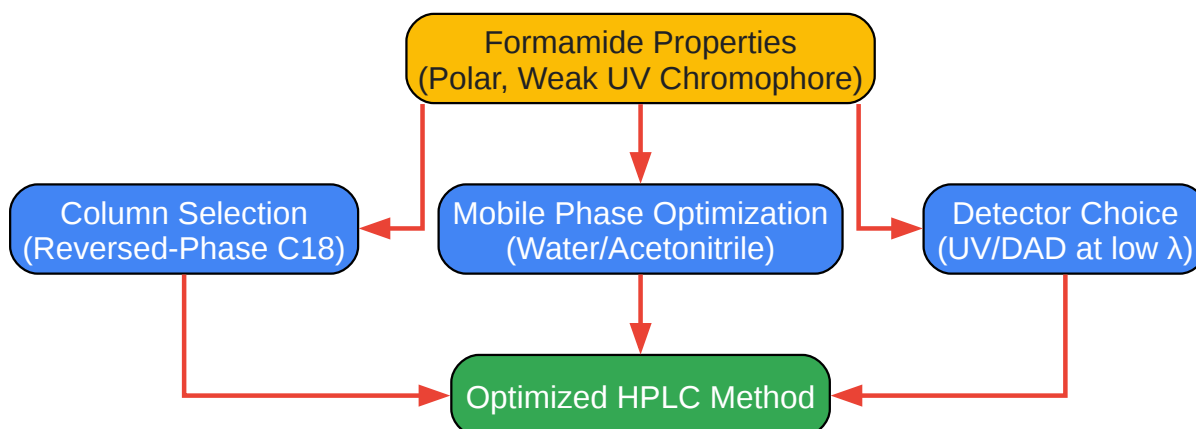 Formamide Properties
(Polar, Weak UV Chromophore)
Column Selection
(Reversed-Phase C18)
Mobile Phase Optimization
(Water/Acetonitrile)
Detector Choice
(UV/DAD at low λ)
Optimized HPLC Method